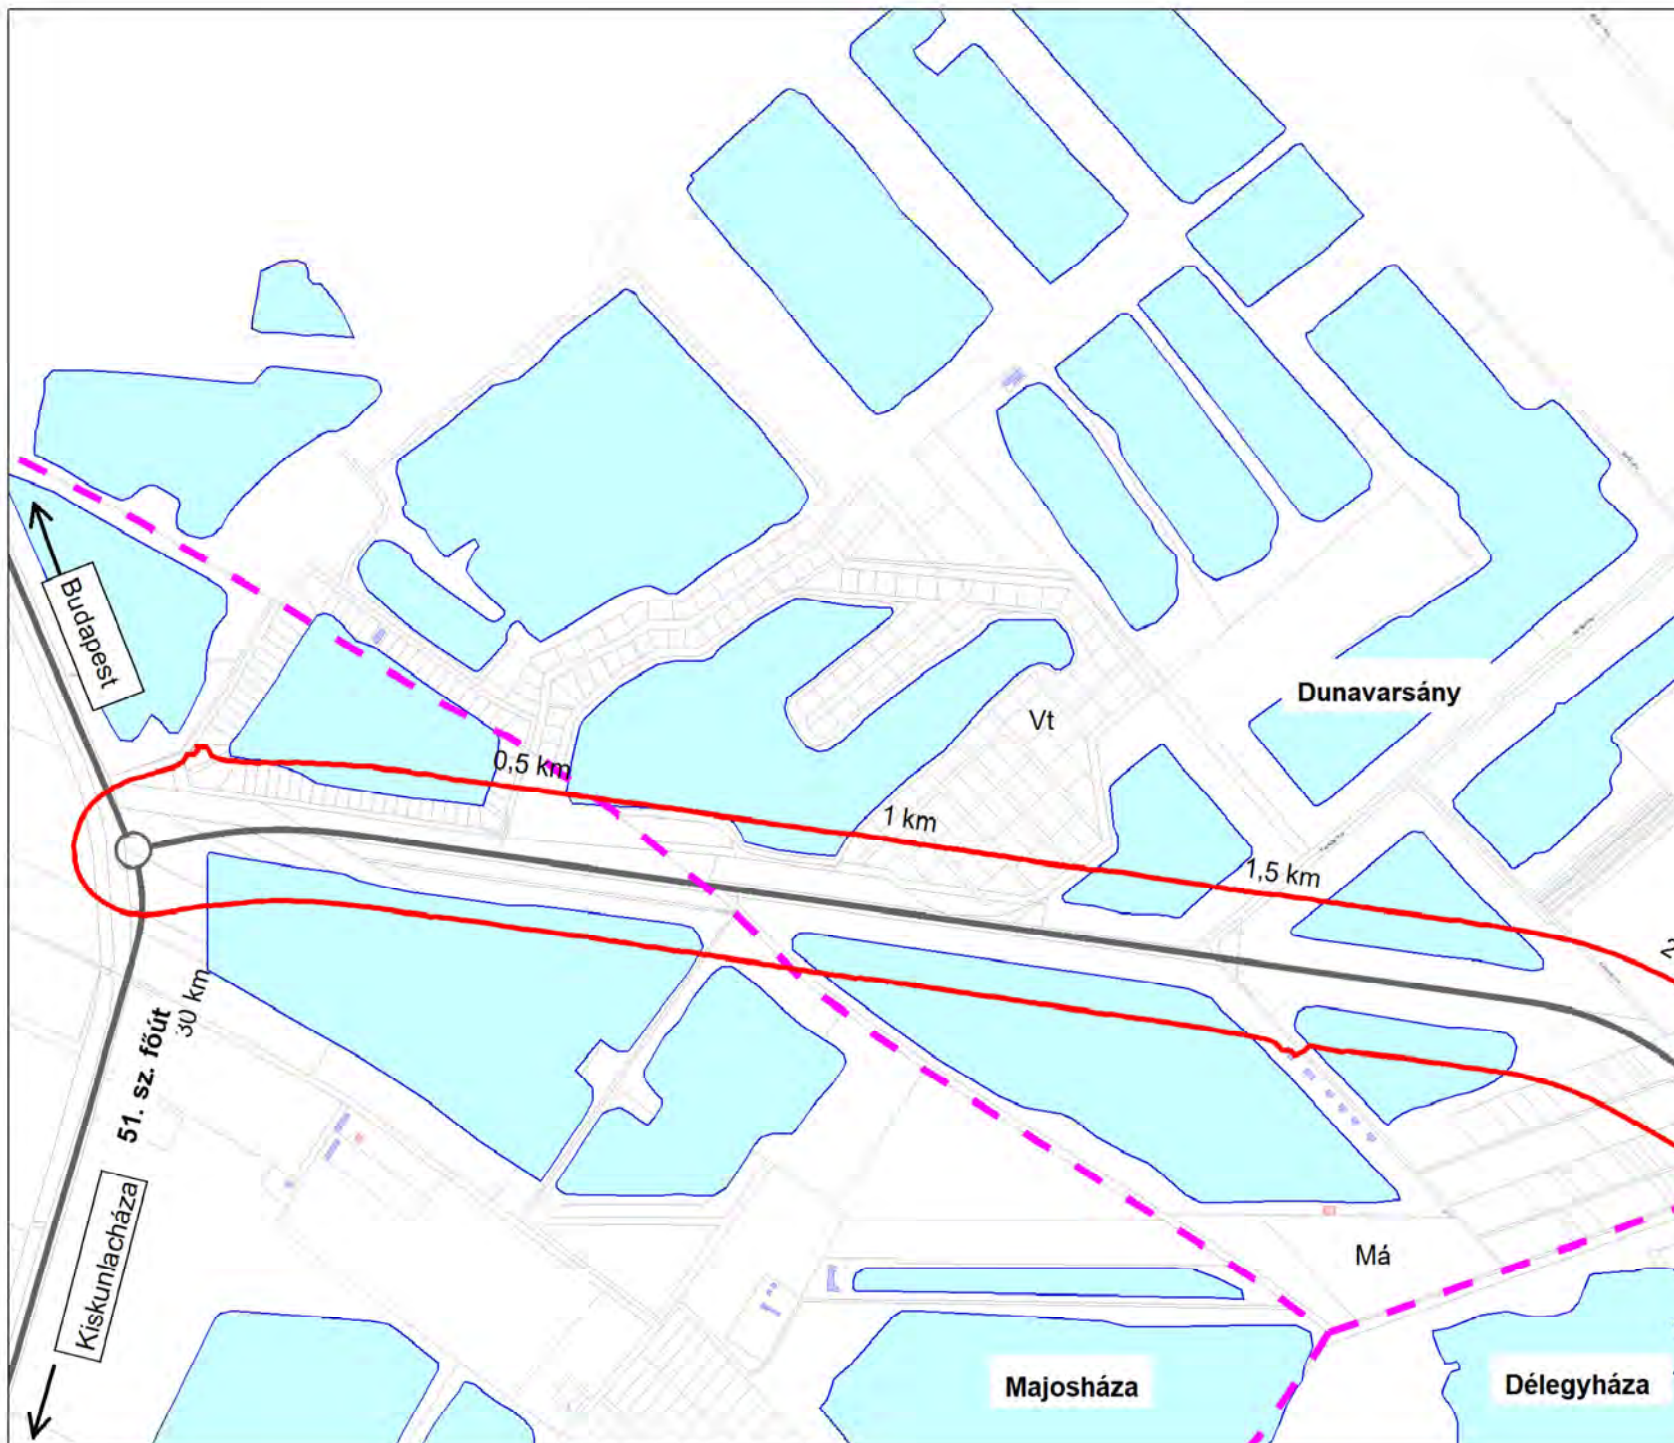 Budapest
0,5 km
Vt
Dunavarsány
1 km
1,5 km
2
30 km
51. sz. főút
Kiskunlacháza
Má
Majosháza
Délegyháza